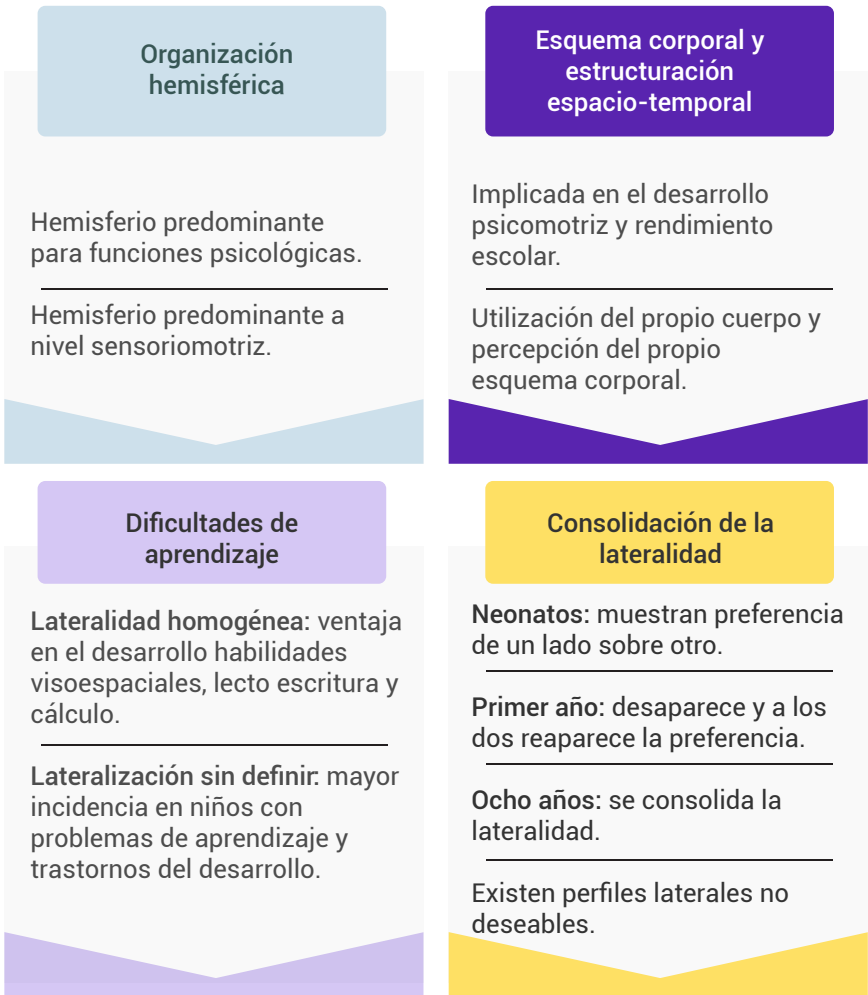 Organización
hemisférica
Hemisferio predominante
para funciones psicológicas.
Hemisferio predominante a
nivel sensoriomotriz.
Esquema corporal y
estructuración
espacio-temporal
Implicada en el desarrollo
psicomotriz y rendimiento
escolar.
Utilización del propio cuerpo y
percepción del propio
esquema corporal.
Dificultades de
aprendizaje
Lateralidad homogénea: ventaja
en el desarrollo habilidades
visoespaciales, lecto escritura y
cálculo.
Lateralización sin definir: mayor
incidencia en niños con
problemas de aprendizaje y
trastornos del desarrollo.
Consolidación de la
lateralidad
Neonatos: muestran preferencia
de un lado sobre otro.
Primer año: desaparece y a los
dos reaparece la preferencia.
Ocho años: se consolida la
lateralidad.
Existen perfiles laterales no
deseables.